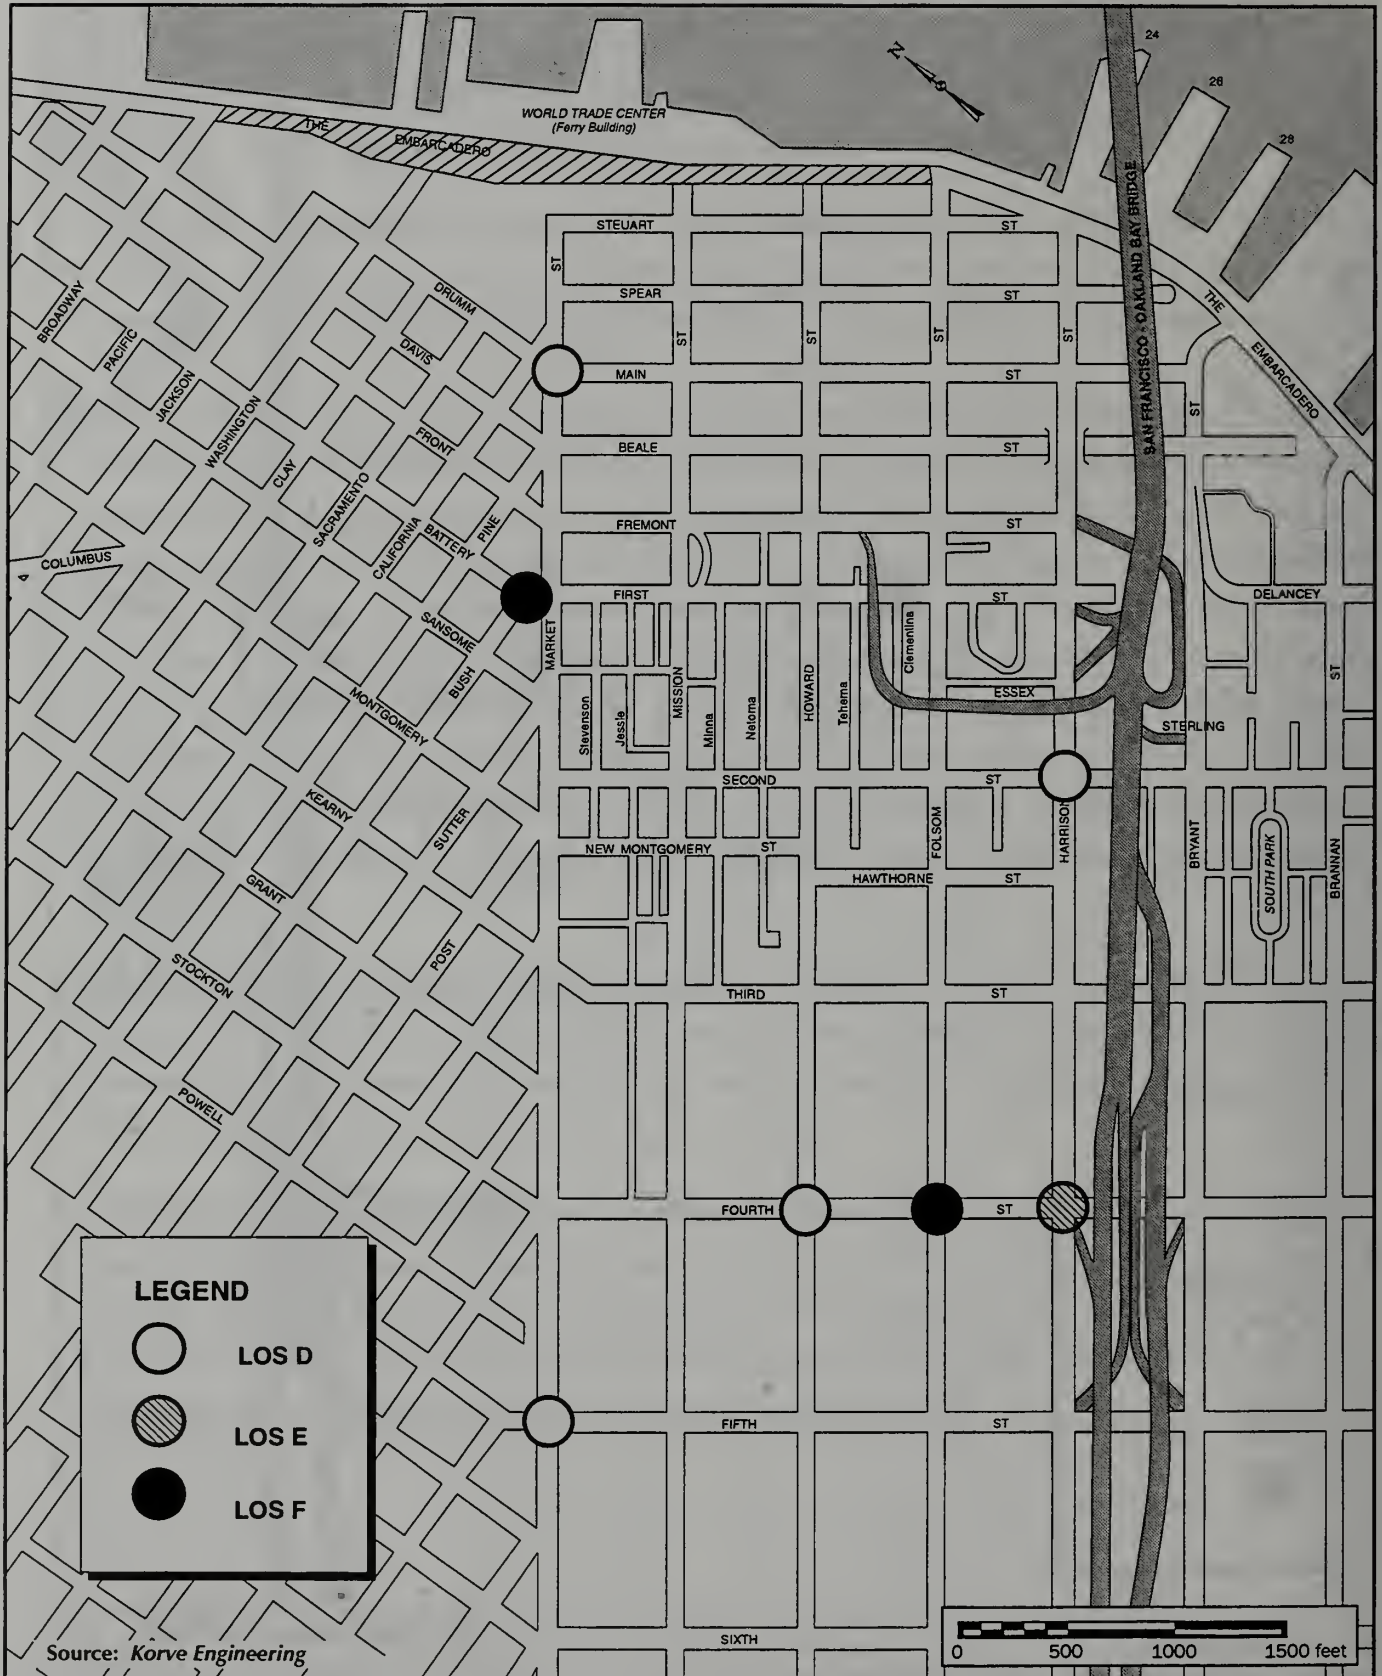 24
26
28
N
WORLD TRADE CENTER
(Ferry Building)
THE
EMBARCADERO
SAN FRANCISCO - OAKLAND BAY BRIDGE
THE
EMBARCADERO
STEUART ST
ST
SPEAR ST
DRUMM
BROADWAY
PACIFIC
JACKSON
WASHINGTON
CLAY
SACRAMENTO
CALIFORNIA
PINE
BUSH
SUTTER
POST
DAVIS
FRONT
BATTERY
SANSOME
MONTGOMERY
KEARNY
GRANT
STOCKTON
POWELL
COLUMBUS
ST
ST
ST
ST
ST
ST
MAIN ST
BEALE ST
FREMONT ST
FIRST ST
DELANCEY
MARKET
Stevenson
Jessie
MISSION
Minna
Natoma
HOWARD
Tehama
Clementina
ESSEX
STERLING
SECOND ST
FOLSOM
HARRISON
BRYANT
SOUTH PARK
BRANNAN
NEW MONTGOMERY ST
HAWTHORNE ST
THIRD ST
FOURTH ST
FIFTH ST
SIXTH
LEGEND
LOS D
LOS E
LOS F
Source: Korve Engineering
0 500 1000 1500 feet